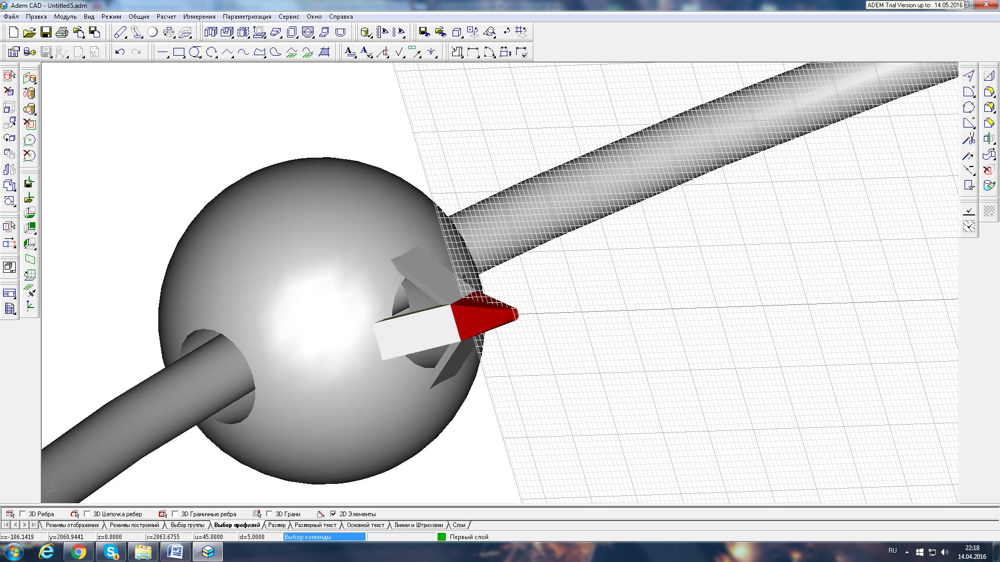 Adem CAD - Untitled5.adm
ADEM Trial Version up to: 14.05.2016
Файл Правка Модуль Вид Режим Общие Расчет Измерения Параметризация Сервис Окно Справка
3D Ребра 3D Цепочка ребер 3D Граничные ребра 3D Грани 2D Элементы
Режимы отображения Режимы построений Выбор группы Выбор профилей Размер Размерный текст Основной текст Линии и Штриховки Слои
x=-106.1419 y=2060.9441 z=0.0000 s=2063.6755 u=45.0000 d=5.0000 Выбор команды Первый слой
RU 22:18
14.04.2016